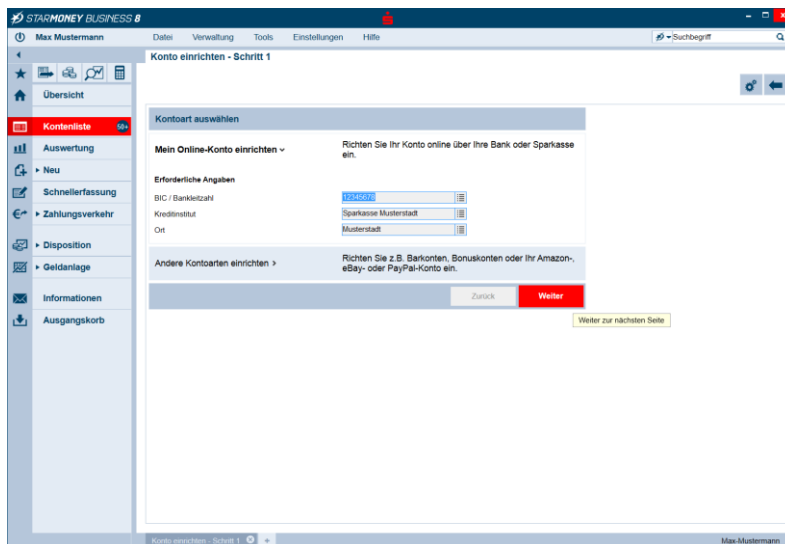 STARMONEY BUSINESS 8
Max Mustermann
Datei Verwaltung Tools Einstellungen Hilfe
Suchbegriff
Konto einrichten - Schritt 1
Übersicht
Kontenliste 50+
Auswertung
Neu
Schnellerfassung
Zahlungsverkehr
Disposition
Geldanlage
Informationen
Ausgangskorb
Kontoart auswählen
Mein Online-Konto einrichten
Richten Sie Ihr Konto online über Ihre Bank oder Sparkasse
ein.
Erforderliche Angaben
BIC / Bankleitzahl 12345678
Kreditinstitut Sparkasse Musterstadt
Ort Musterstadt
Andere Kontoarten einrichten >
Richten Sie z.B. Barkonten, Bonuskonten oder Ihr Amazon-,
eBay- oder PayPal-Konto ein.
Zurück Weiter
Weiter zur nächsten Seite
Konto einrichten - Schritt 1
Max-Mustermann